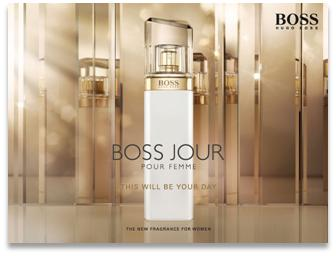 BOSS
HUGO BOSS
BOSS
BOSS JOUR
POUR FEMME
THIS WILL BE YOUR DAY
THE NEW FRAGRANCE FOR WOMEN